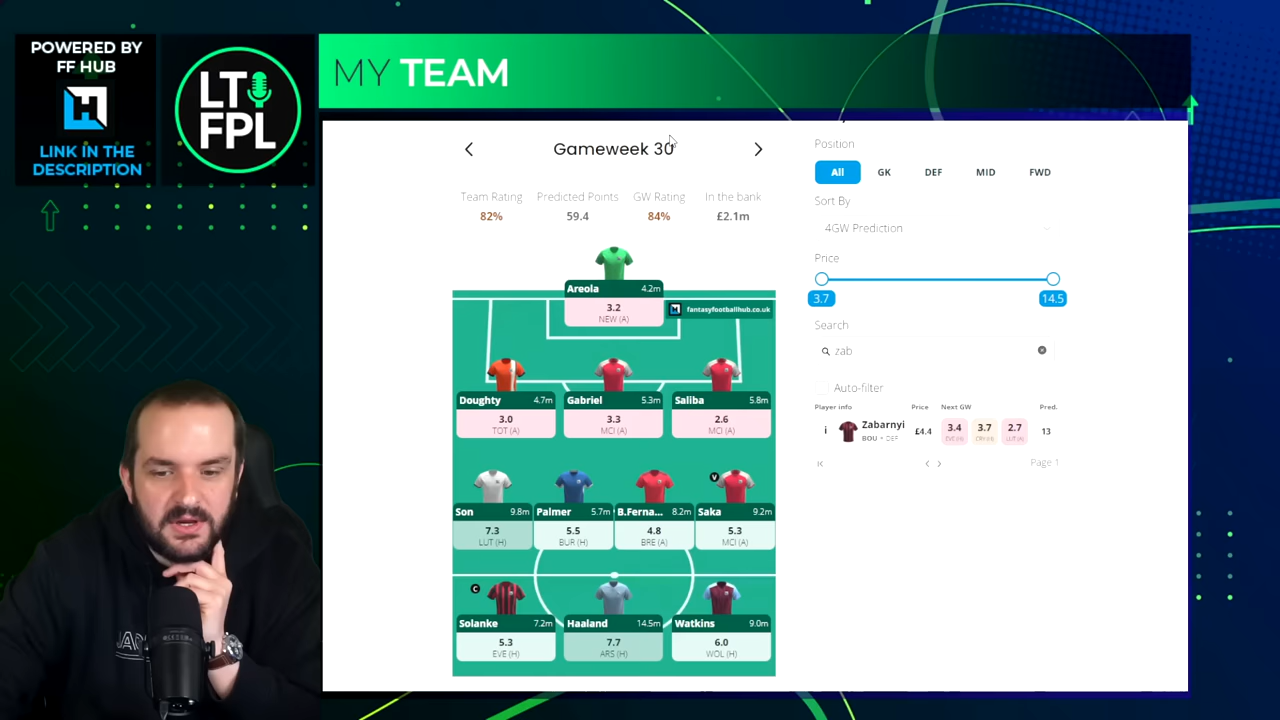 POWERED BY
FF HUB
LINK IN THE
DESCRIPTION
LT
FPL
MY TEAM
Gameweek 30
Team Rating Predicted Points GW Rating In the bank
82% 59.4 84% £2.1m
Areola 4.2m
3.2
NEW (A)
fantasyfootballhub.co.uk
Doughty 4.7m Gabriel 5.3m Saliba 5.8m
3.0 3.3 2.6
TOT (A) MCI (A) MCI (A)
V
Son 9.8m Palmer 5.7m B.Ferna... 8.2m Saka 9.2m
7.3 5.5 4.8 5.3
LUT (H) BUR (H) BRE (A) MCI (A)
C
Solanke 7.2m Haaland 14.5m Watkins 9.0m
5.3 7.7 6.0
EVE (H) ARS (H) WOL (H)
Position
All GK DEF MID FWD
Sort By
4GW Prediction
Price
3.7 14.5
Search
zab
Auto-filter
Player info Price Next GW Pred.
i Zabarnyi £4.4 3.4 3.7 2.7 13
BOU • DEF EVE (H) CRY (H) LUT (A)
Page 1